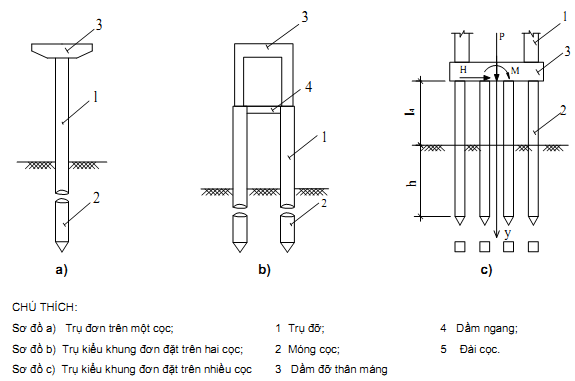 3
1
2
a)
3
4
1
2
b)
1
P
3
H
M
2
l₄
h
y
c)
CHÚ THÍCH:
Sơ đồ a) Trụ đơn trên một cọc;
1 Trụ đỡ;
4 Dầm ngang;
Sơ đồ b) Trụ kiểu khung đơn đặt trên hai cọc;
2 Móng cọc;
5 Đài cọc.
Sơ đồ c) Trụ kiểu khung đơn đặt trên nhiều cọc
3 Dầm đỡ thân máng